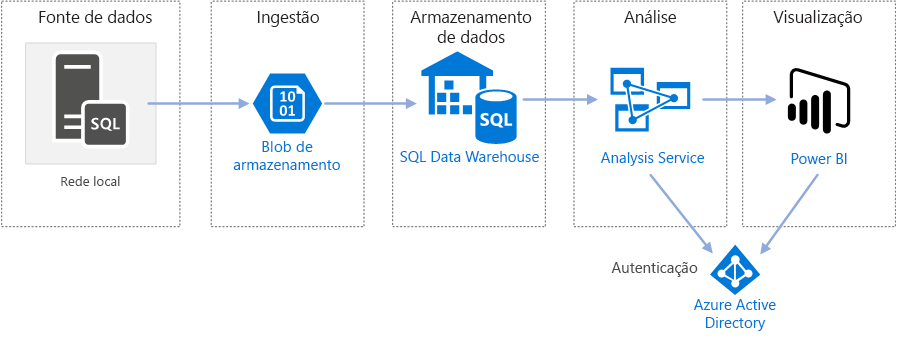 Fonte de dados
SQL
Rede local
Ingestão
10
01
Blob de
armazenamento
Armazenamento
de dados
SQL
SQL Data Warehouse
Análise
Analysis Service
Visualização
Power BI
Autenticação
Azure Active
Directory